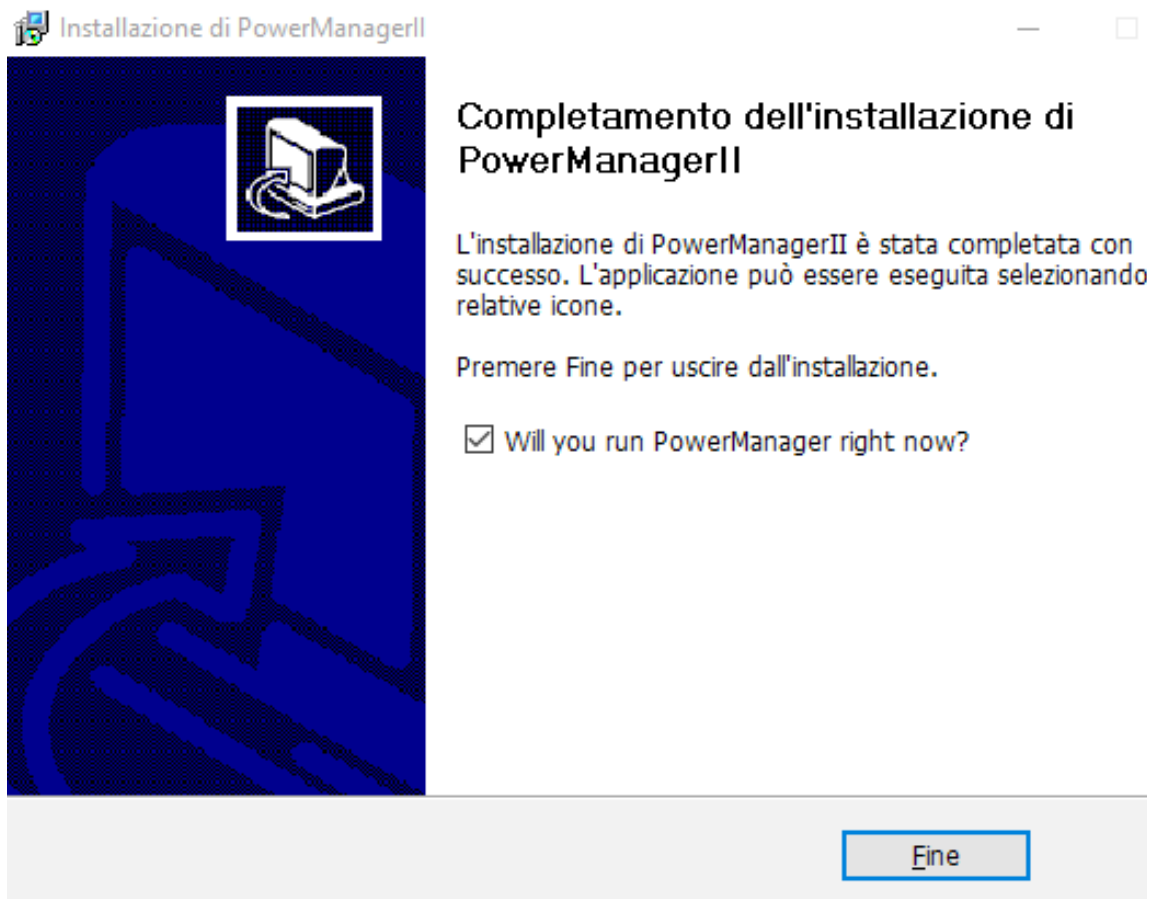 Installazione di PowerManagerII
Completamento dell'installazione di
PowerManagerII
L'installazione di PowerManagerII è stata completata con
successo. L'applicazione può essere eseguita selezionando
relative icone.
Premere Fine per uscire dall'installazione.
Will you run PowerManager right now?
Fine